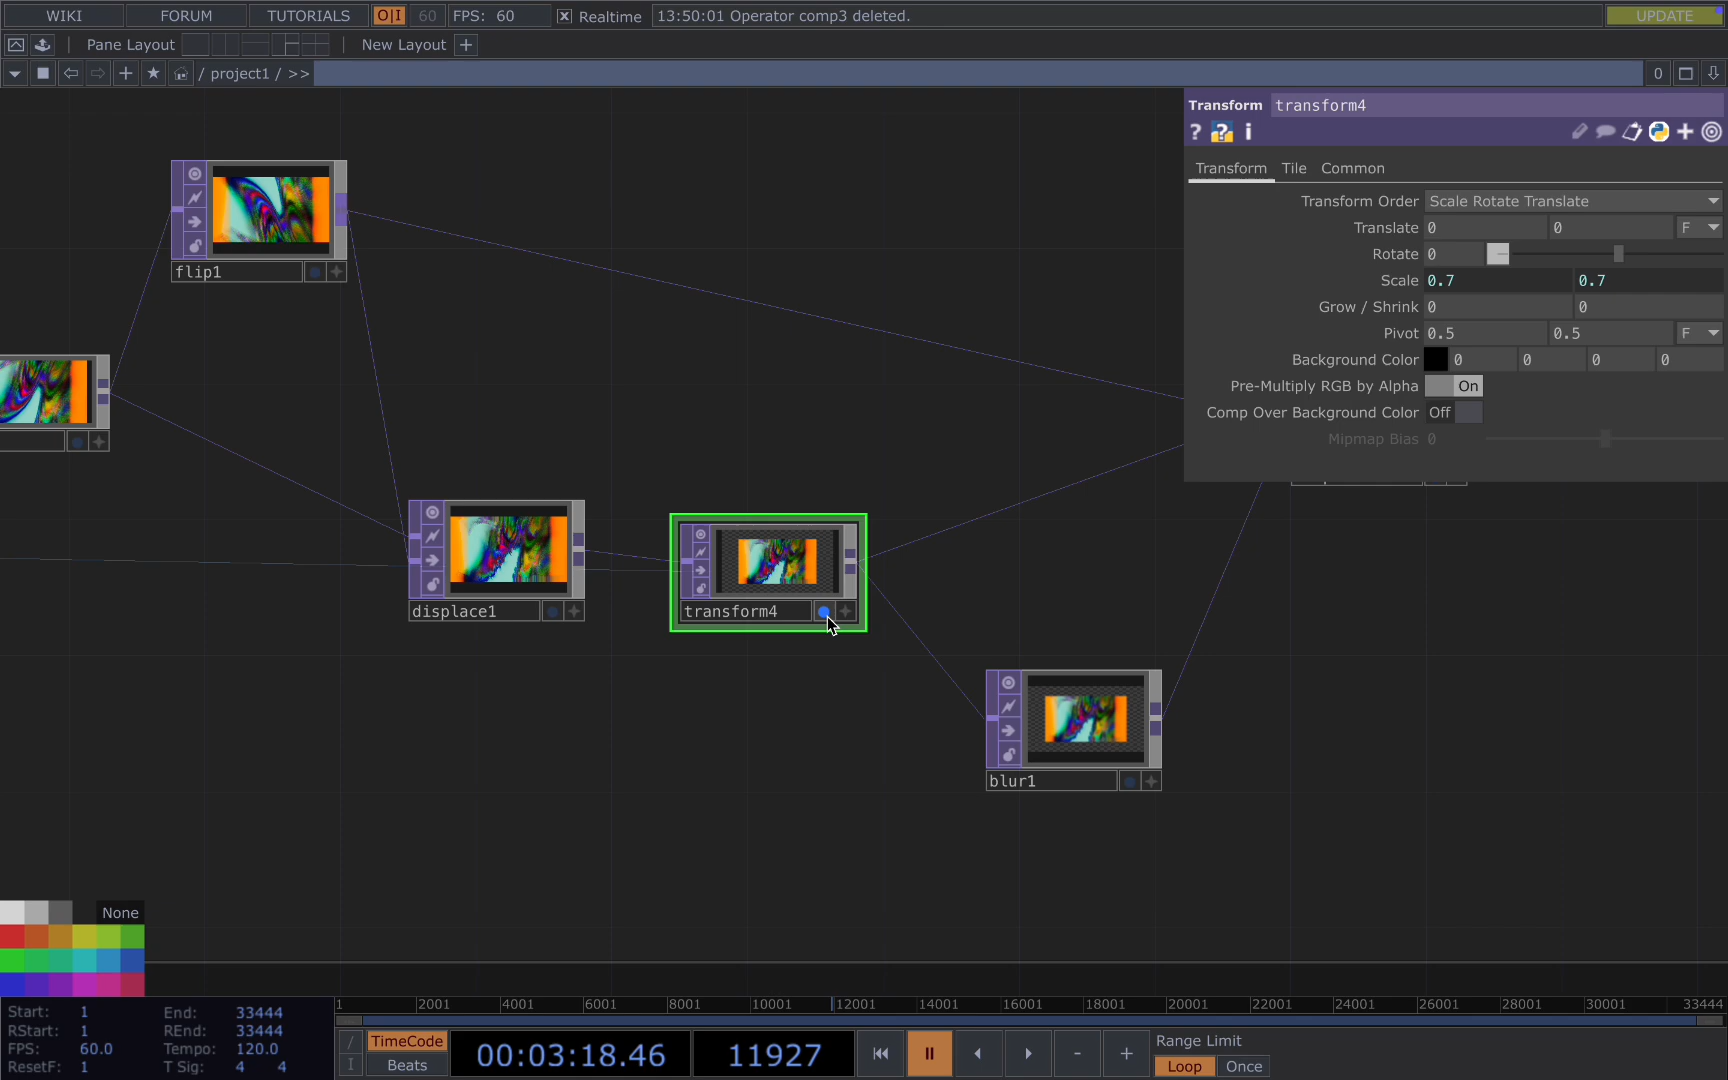 WIKI FORUM TUTORIALS O|I 60 FPS: 60 Realtime 13:50:01 Operator comp3 deleted. UPDATE
Pane Layout New Layout +
/ project1 / >> 0
Transform transform4
? ? i
Transform Tile Common
Transform Order Scale Rotate Translate
Translate 0 0 F
Rotate 0
Scale 0.7 0.7
Grow / Shrink 0 0
Pivot 0.5 0.5 F
Background Color 0 0 0 0
Pre-Multiply RGB by Alpha On
Comp Over Background Color Off
Mipmap Bias 0
flip1
displace1
transform4
blur1
None
1 2001 4001 6001 8001 10001 12001 14001 16001 18001 20001 22001 24001 26001 28001 30001 33444
Start: 1 End: 33444
RStart: 1 REnd: 33444
FPS: 60.0 Tempo: 120.0
ResetF: 1 T Sig: 4 4
/ TimeCode
I Beats
00:03:18.46 11927
- +
Range Limit
Loop Once